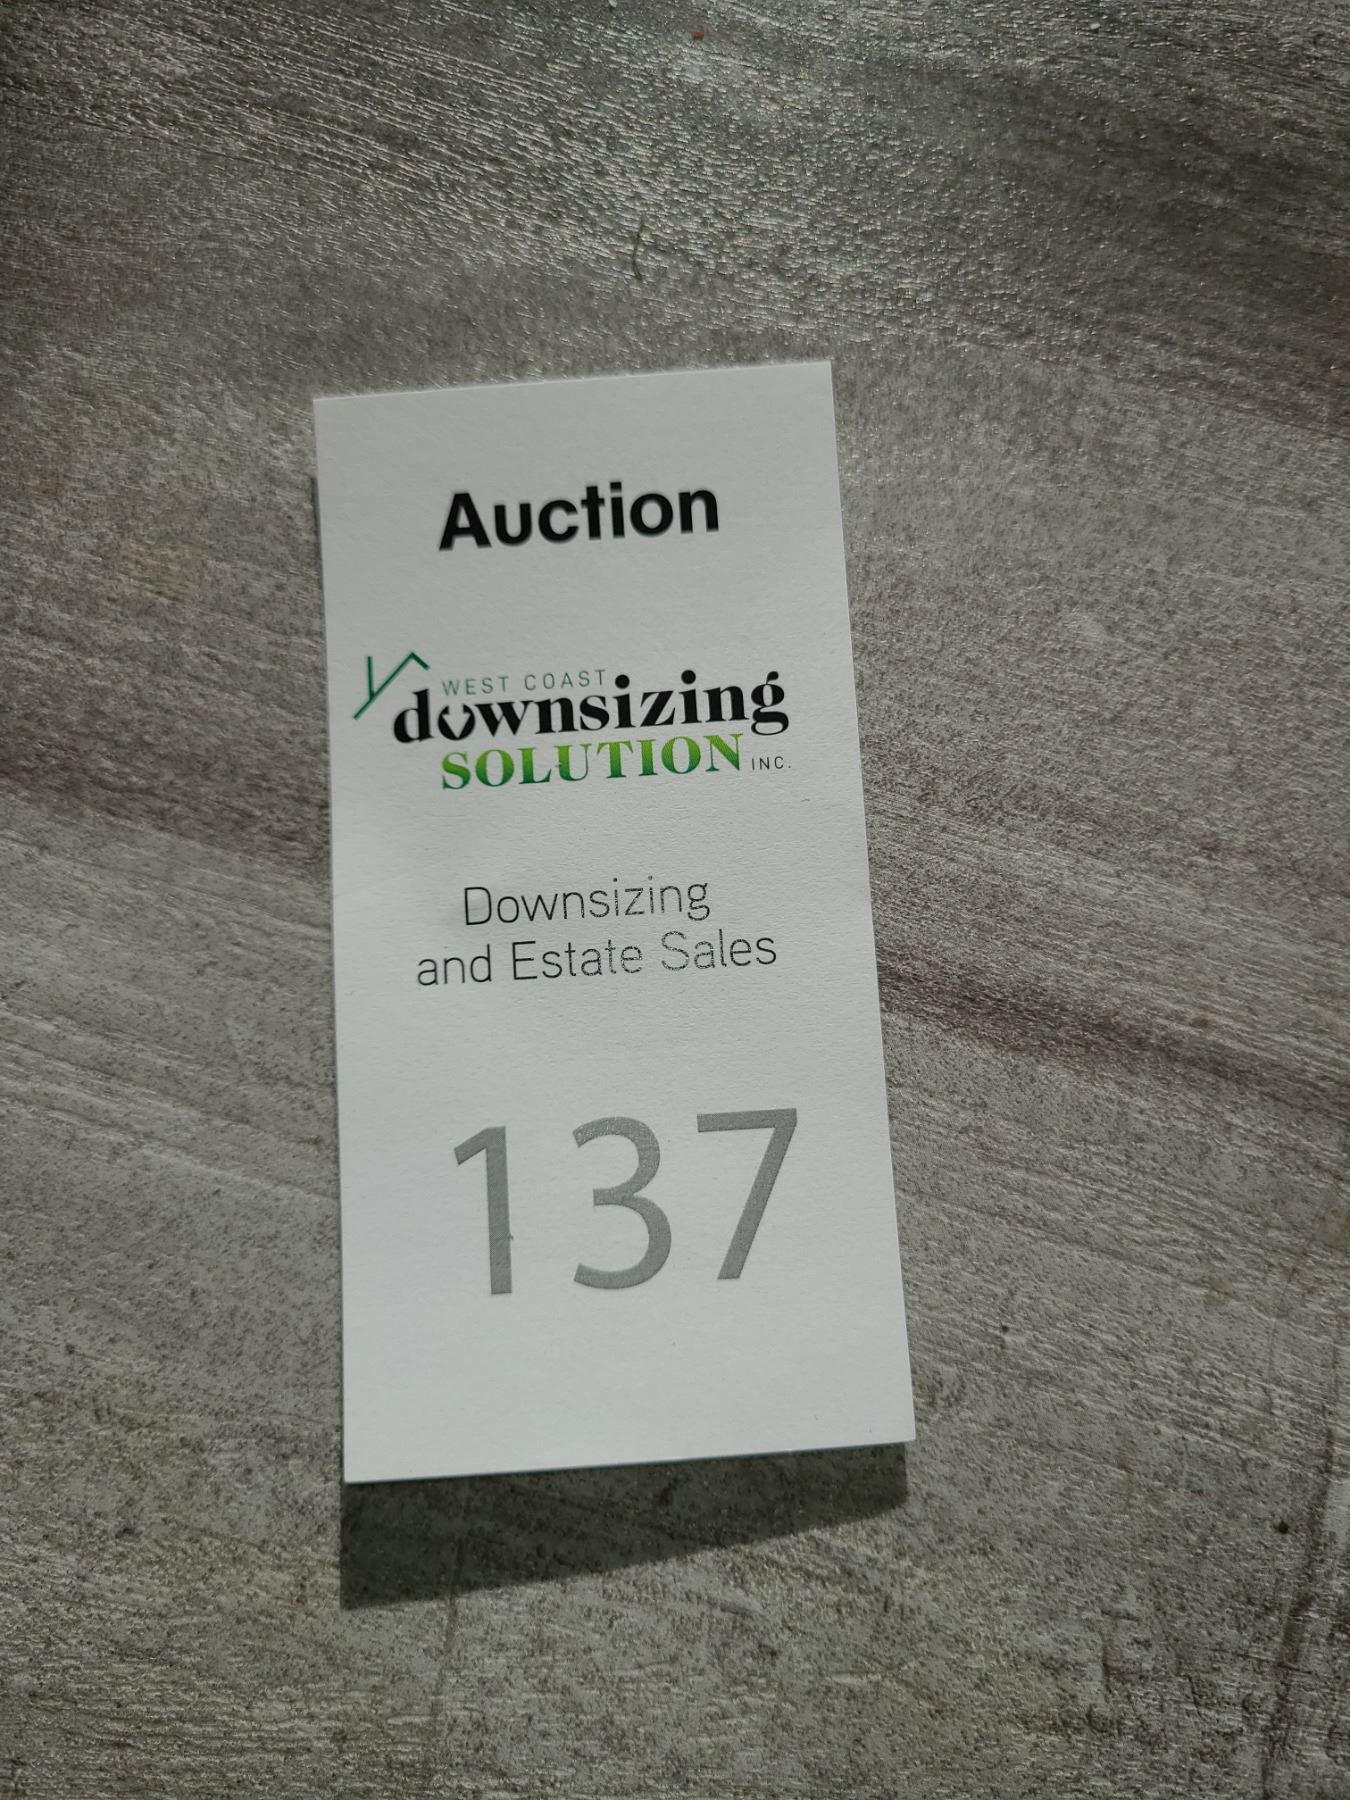 Auction
WEST COAST
downsizing
SOLUTION INC.
Downsizing
and Estate Sales
137